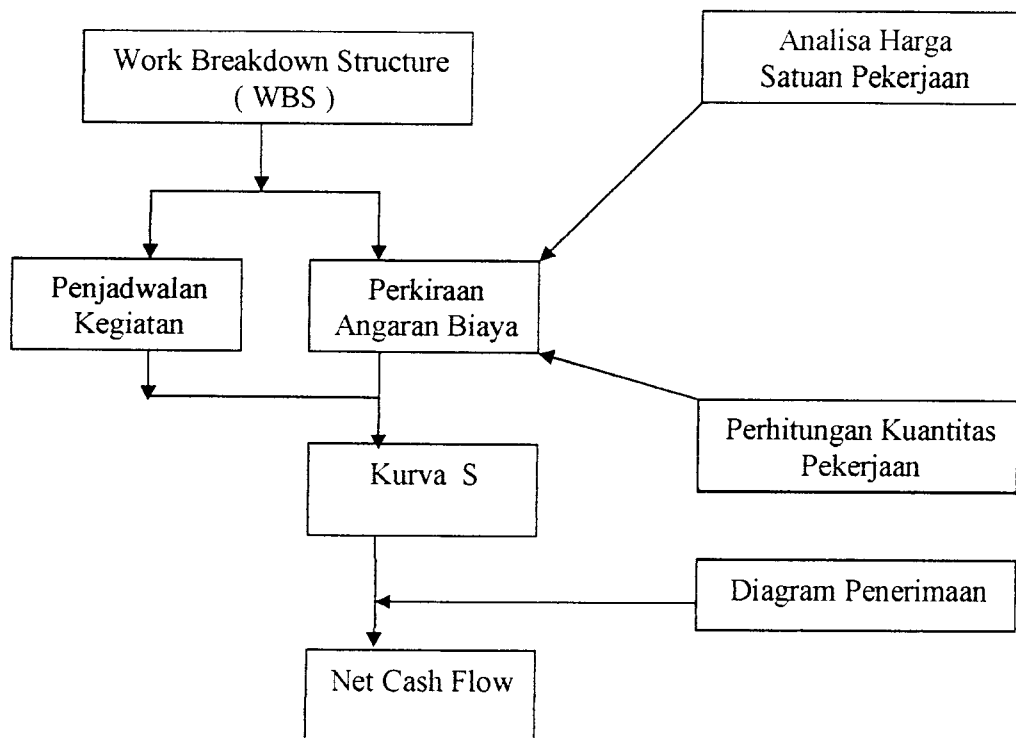 Work Breakdown Structure
( WBS )
Analisa Harga
Satuan Pekerjaan
Penjadwalan
Kegiatan
Perkiraan
Angaran Biaya
Perhitungan Kuantitas
Pekerjaan
Kurva S
Diagram Penerimaan
Net Cash Flow